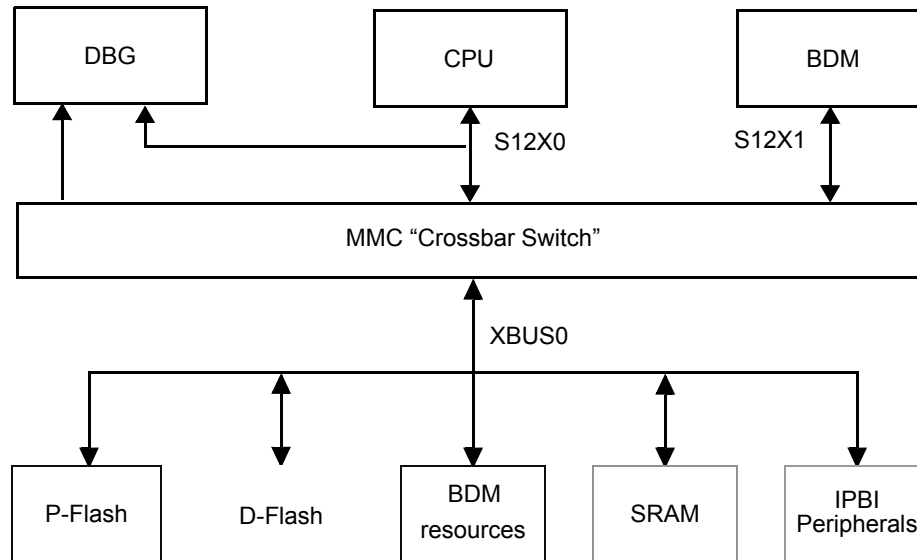 DBG
CPU
BDM
S12X0
S12X1
MMC “Crossbar Switch”
XBUS0
P-Flash
D-Flash
BDM
resources
SRAM
IPBI
Peripherals